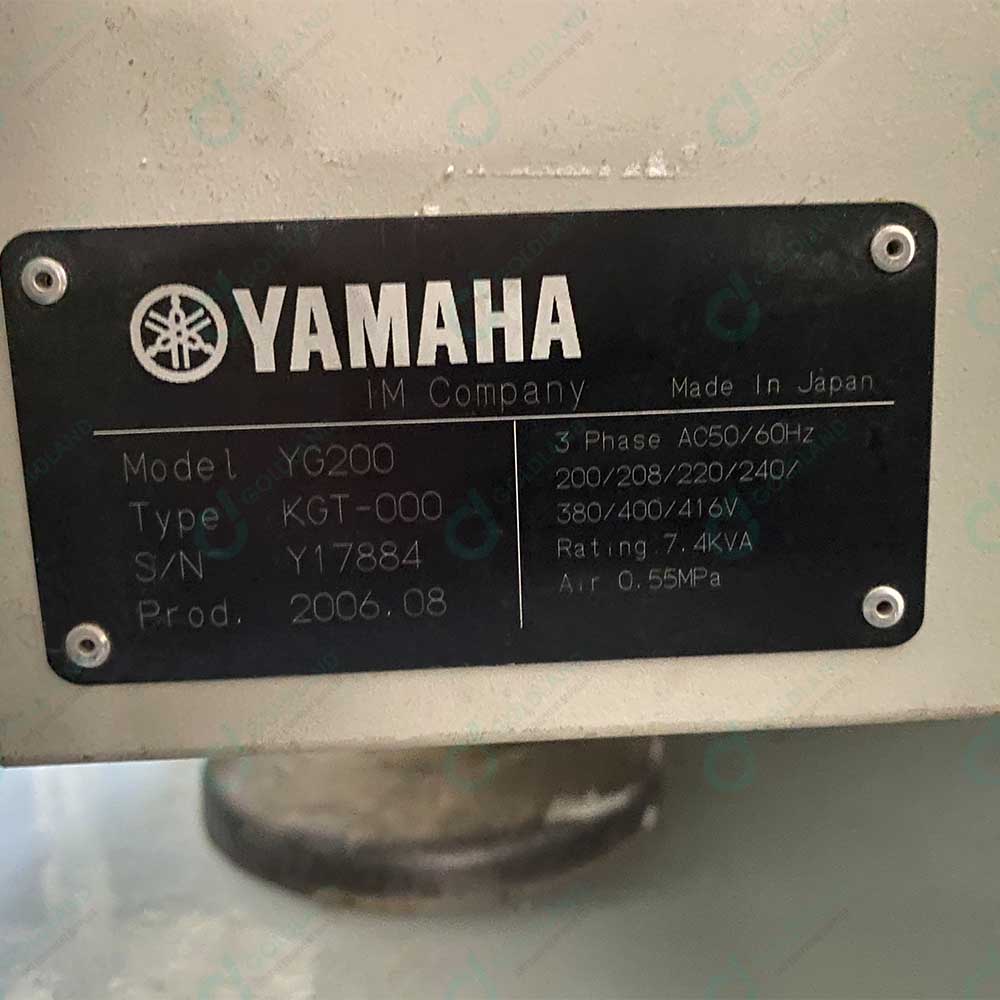 YAMAHA
IM Company
Made In Japan
Model YG200
Type KGT-000
S/N Y17884
Prod. 2006.08
3 Phase AC50/60Hz
200/208/220/240/
380/400/416V
Rating 7.4KVA
Air 0.55MPa
GOLDLAND